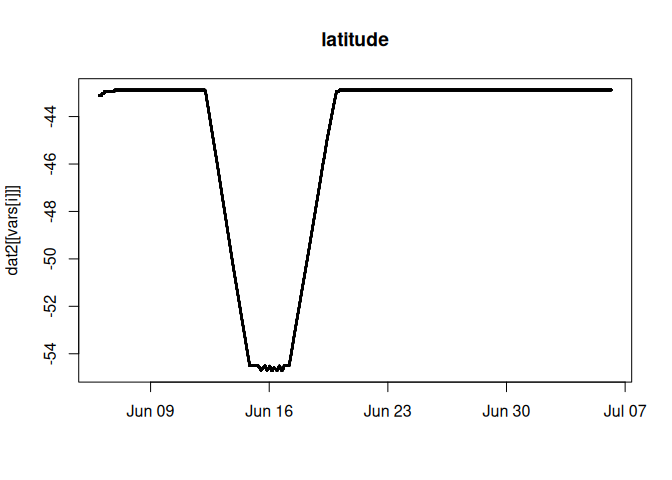 latitude
dat2[[vars[i]]]
-44
-46
-48
-50
-52
-54
Jun 09
Jun 16
Jun 23
Jun 30
Jul 07